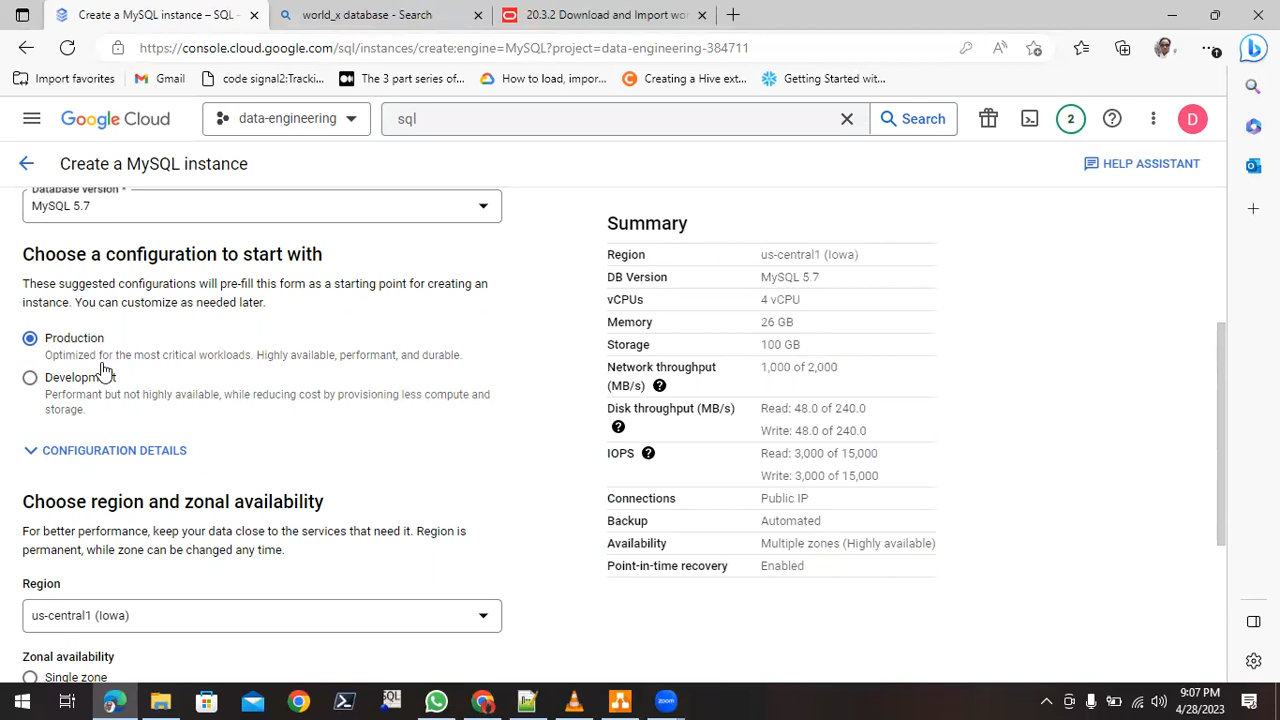 Create a MySQL instance – SQL –
world_x database - Search
20.3.2 Download and Import wor
https://console.cloud.google.com/sql/instances/create;engine=MySQL?project=data-engineering-384711
Import favorites
Gmail
code signal2:Tracki...
The 3 part series of...
How to load, impor...
Creating a Hive ext...
Getting Started wit...
Google Cloud
data-engineering
sql
Search
2
D
Create a MySQL instance
HELP ASSISTANT
Database version *
MySQL 5.7
Choose a configuration to start with
These suggested configurations will pre-fill this form as a starting point for creating an
instance. You can customize as needed later.
Production
Optimized for the most critical workloads. Highly available, performant, and durable.
Development
Performant but not highly available, while reducing cost by provisioning less compute and
storage.
CONFIGURATION DETAILS
Choose region and zonal availability
For better performance, keep your data close to the services that need it. Region is
permanent, while zone can be changed any time.
Region
us-central1 (Iowa)
Zonal availability
Single zone
Summary
Region us-central1 (Iowa)
DB Version MySQL 5.7
vCPUs 4 vCPU
Memory 26 GB
Storage 100 GB
Network throughput 1,000 of 2,000
(MB/s)
Disk throughput (MB/s) Read: 48.0 of 240.0
Write: 48.0 of 240.0
IOPS Read: 3,000 of 15,000
Write: 3,000 of 15,000
Connections Public IP
Backup Automated
Availability Multiple zones (Highly available)
Point-in-time recovery Enabled
SQL
zoom
9:07 PM
4/28/2023